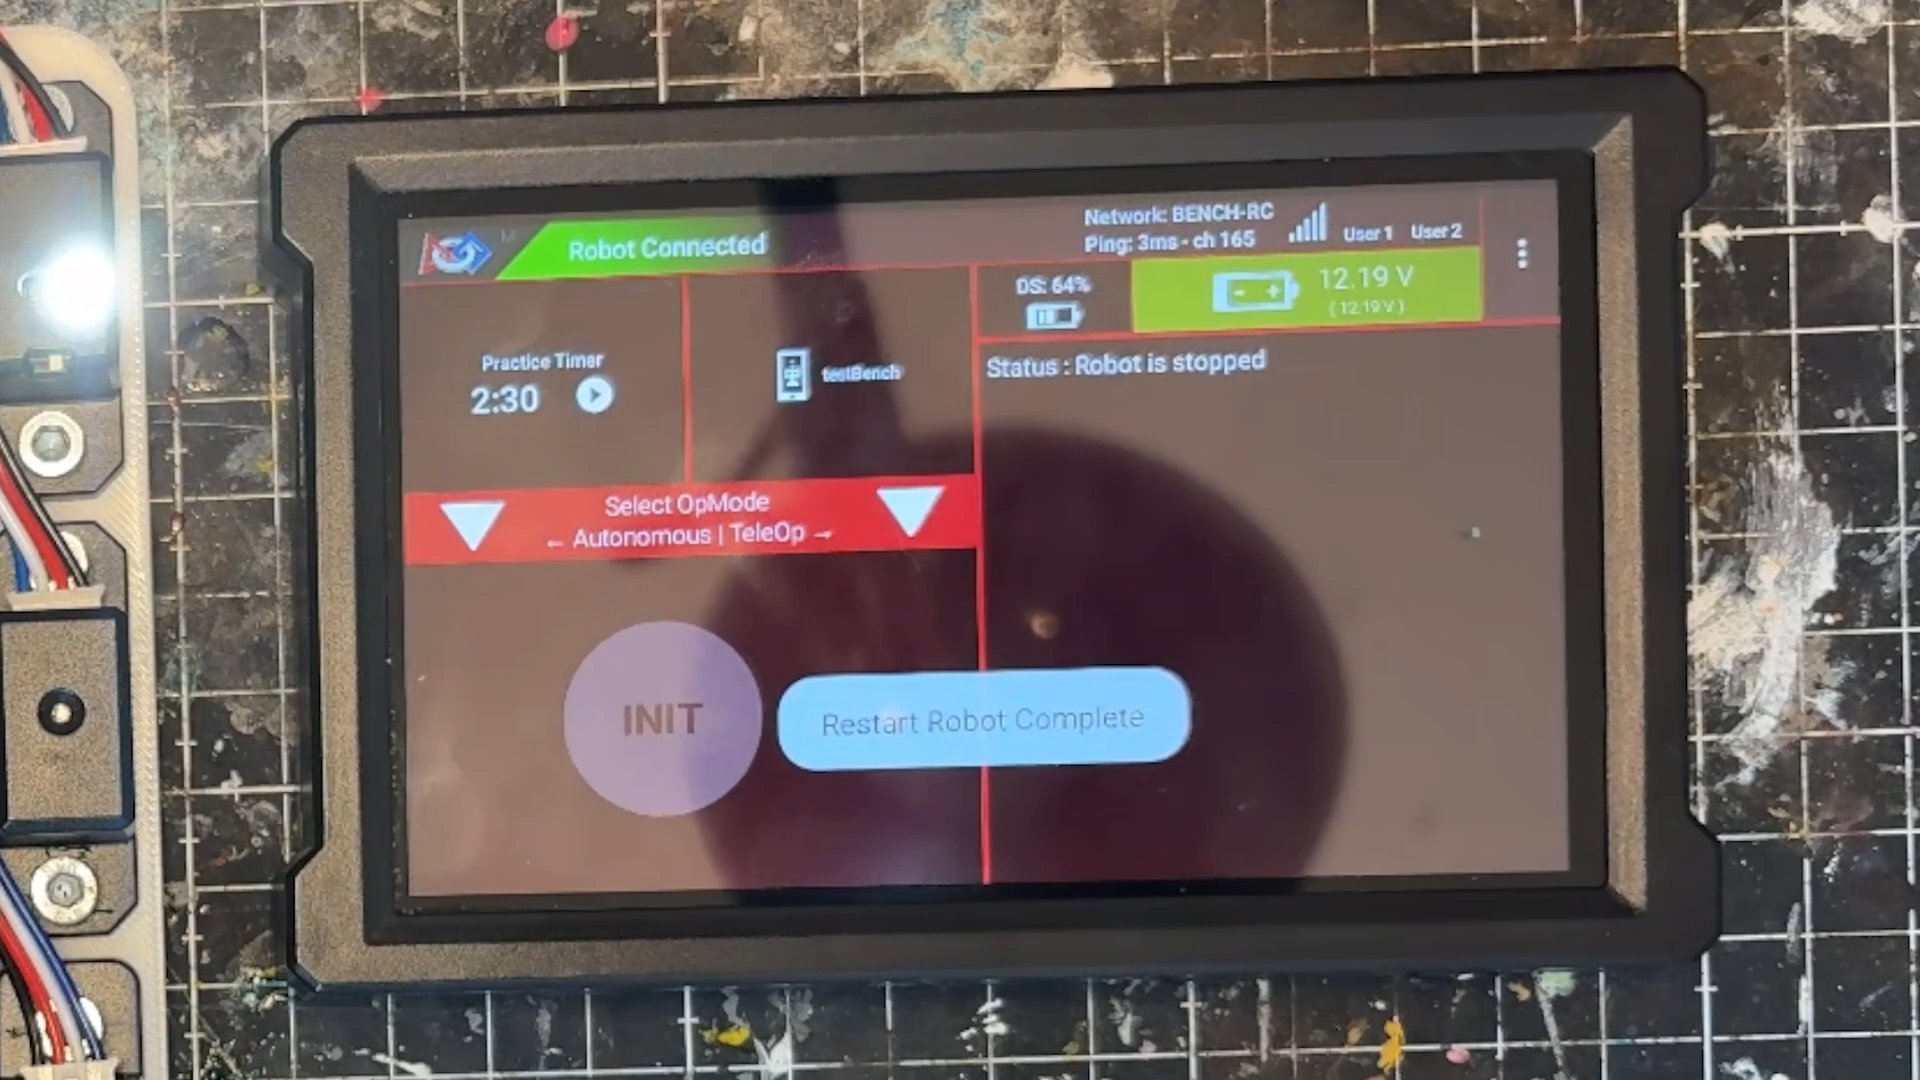 Robot Connected
Network: BENCH-RC
Ping: 3ms - ch 165
User 1 User 2
DS: 64%
12.19 V
( 12.19 V )
Practice Timer
2:30
testBench
Status : Robot is stopped
Select OpMode
← Autonomous | TeleOp →
INIT
Restart Robot Complete